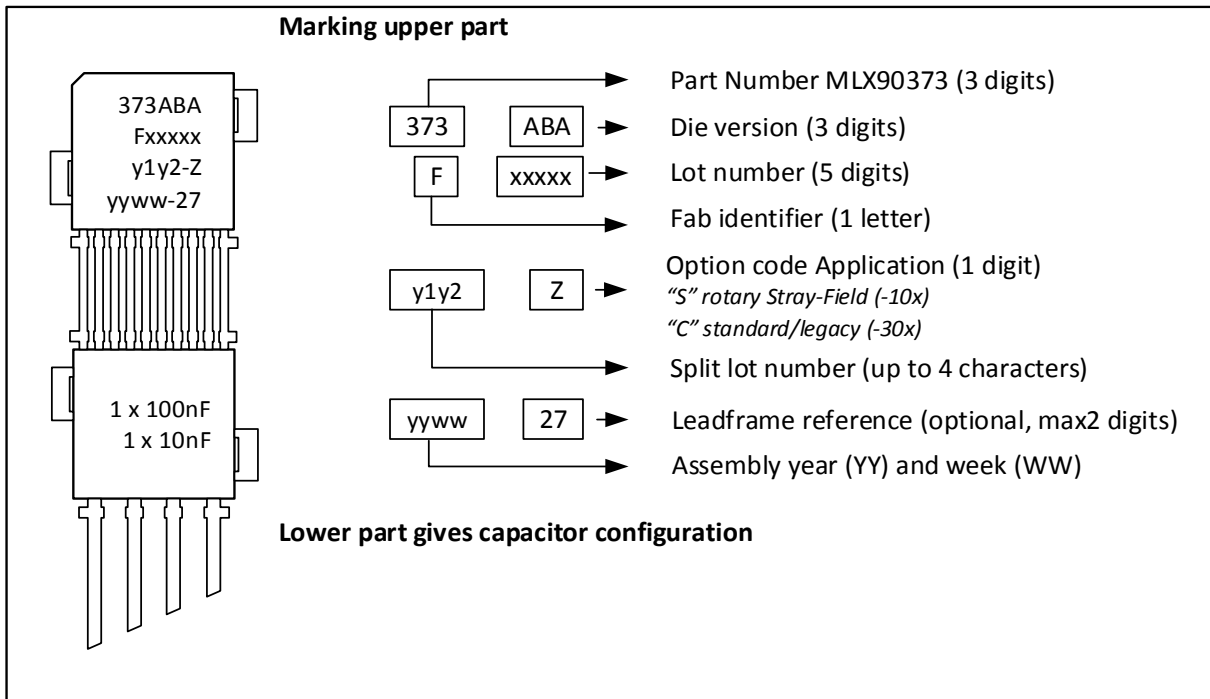 Marking upper part
373ABA
Fxxxxx
y1y2-Z
yyww-27
1 x 100nF
1 x 10nF
Part Number MLX90373 (3 digits)
373 ABA Die version (3 digits)
F xxxxx Lot number (5 digits)
Fab identifier (1 letter)
Option code Application (1 digit)
y1y2 Z
“S” rotary Stray-Field (-10x)
“C” standard/legacy (-30x)
Split lot number (up to 4 characters)
yyww 27 Leadframe reference (optional, max2 digits)
Assembly year (YY) and week (WW)
Lower part gives capacitor configuration